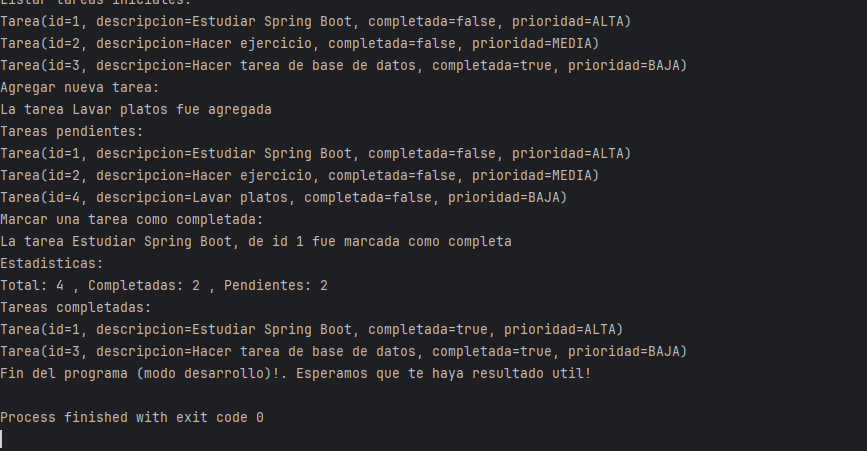 Listar tareas iniciales:
Tarea(id=1, descripcion=Estudiar Spring Boot, completada=false, prioridad=ALTA)
Tarea(id=2, descripcion=Hacer ejercicio, completada=false, prioridad=MEDIA)
Tarea(id=3, descripcion=Hacer tarea de base de datos, completada=true, prioridad=BAJA)
Agregar nueva tarea:
La tarea Lavar platos fue agregada
Tareas pendientes:
Tarea(id=1, descripcion=Estudiar Spring Boot, completada=false, prioridad=ALTA)
Tarea(id=2, descripcion=Hacer ejercicio, completada=false, prioridad=MEDIA)
Tarea(id=4, descripcion=Lavar platos, completada=false, prioridad=BAJA)
Marcar una tarea como completada:
La tarea Estudiar Spring Boot, de id 1 fue marcada como completa
Estadisticas:
Total: 4 , Completadas: 2 , Pendientes: 2
Tareas completadas:
Tarea(id=1, descripcion=Estudiar Spring Boot, completada=true, prioridad=ALTA)
Tarea(id=3, descripcion=Hacer tarea de base de datos, completada=true, prioridad=BAJA)
Fin del programa (modo desarrollo)!. Esperamos que te haya resultado util!
Process finished with exit code 0